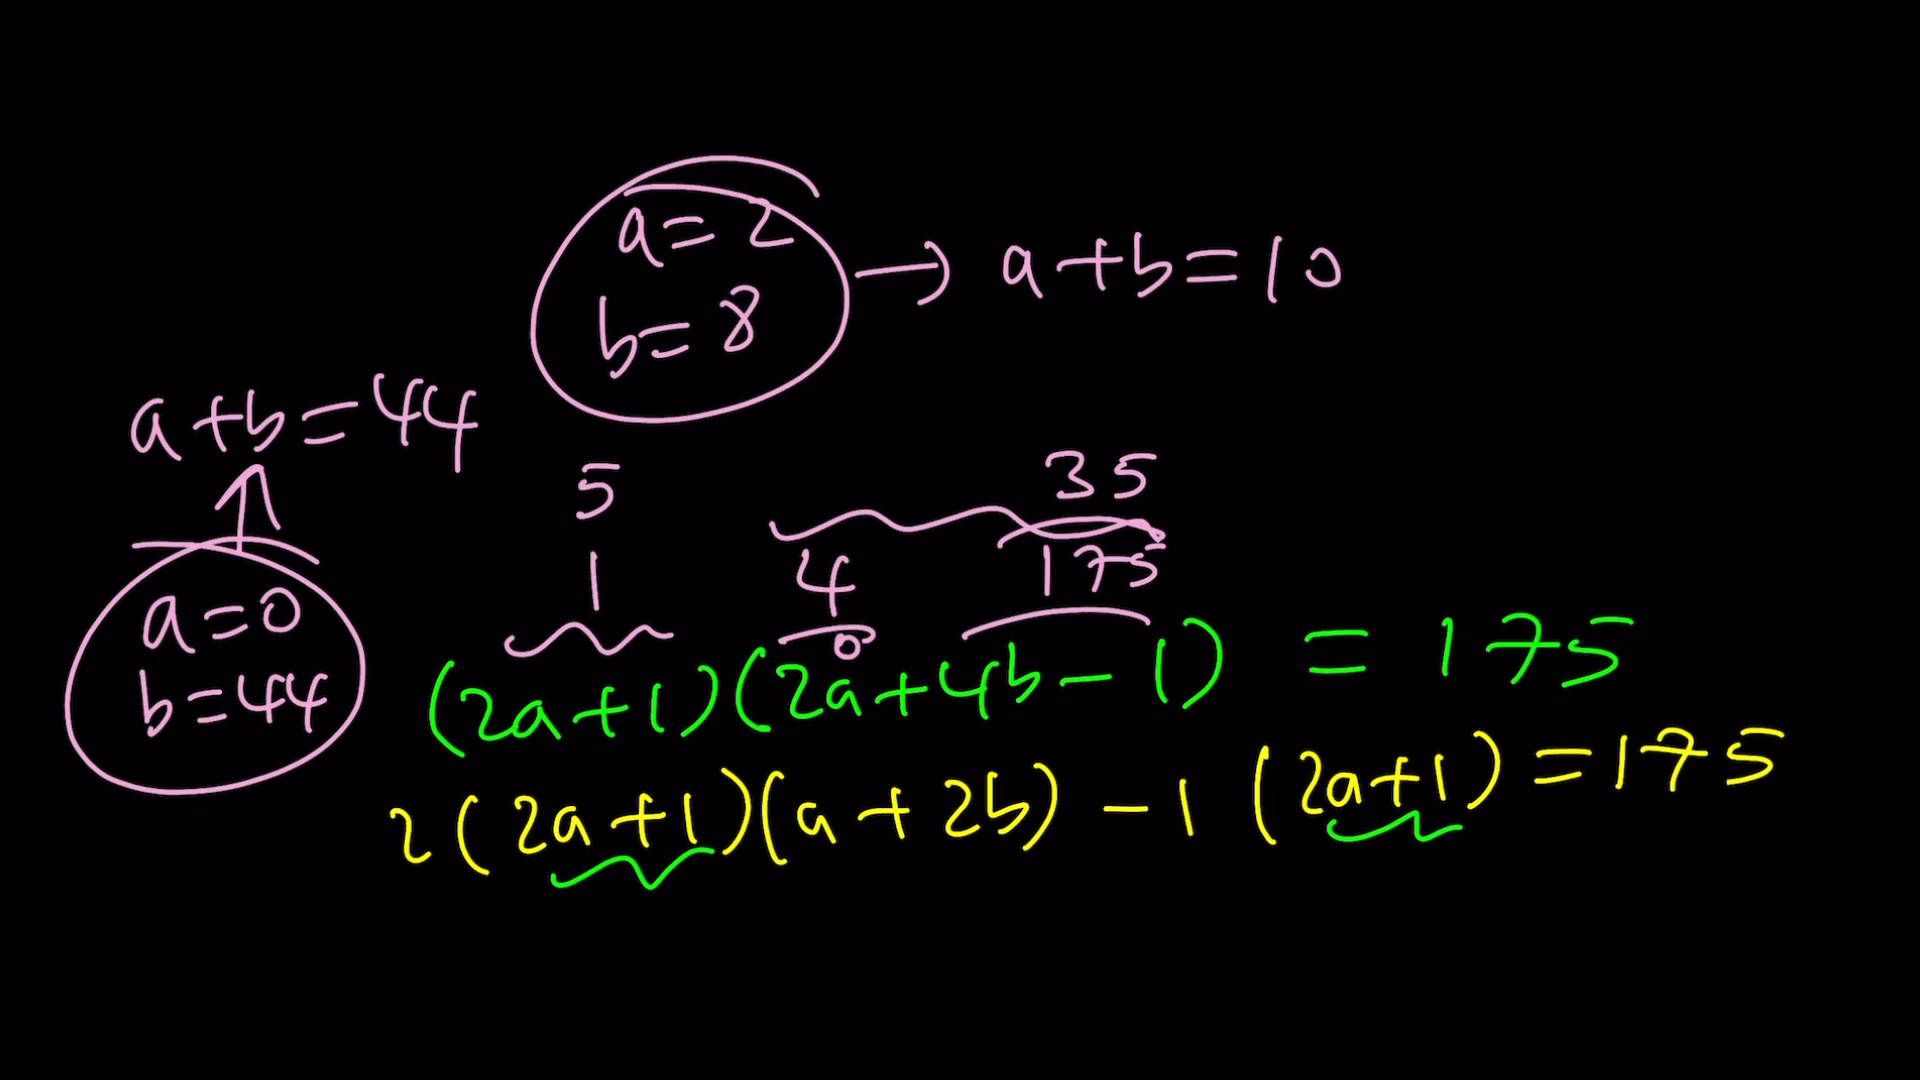 a=2
b=8
→ a+b=10
a+b=44
5
35
1
4
175
a=0
b=44
0
(2a+1)(2a+4b-1) = 175
2(2a+1)(a+2b)-1(2a+1)=175